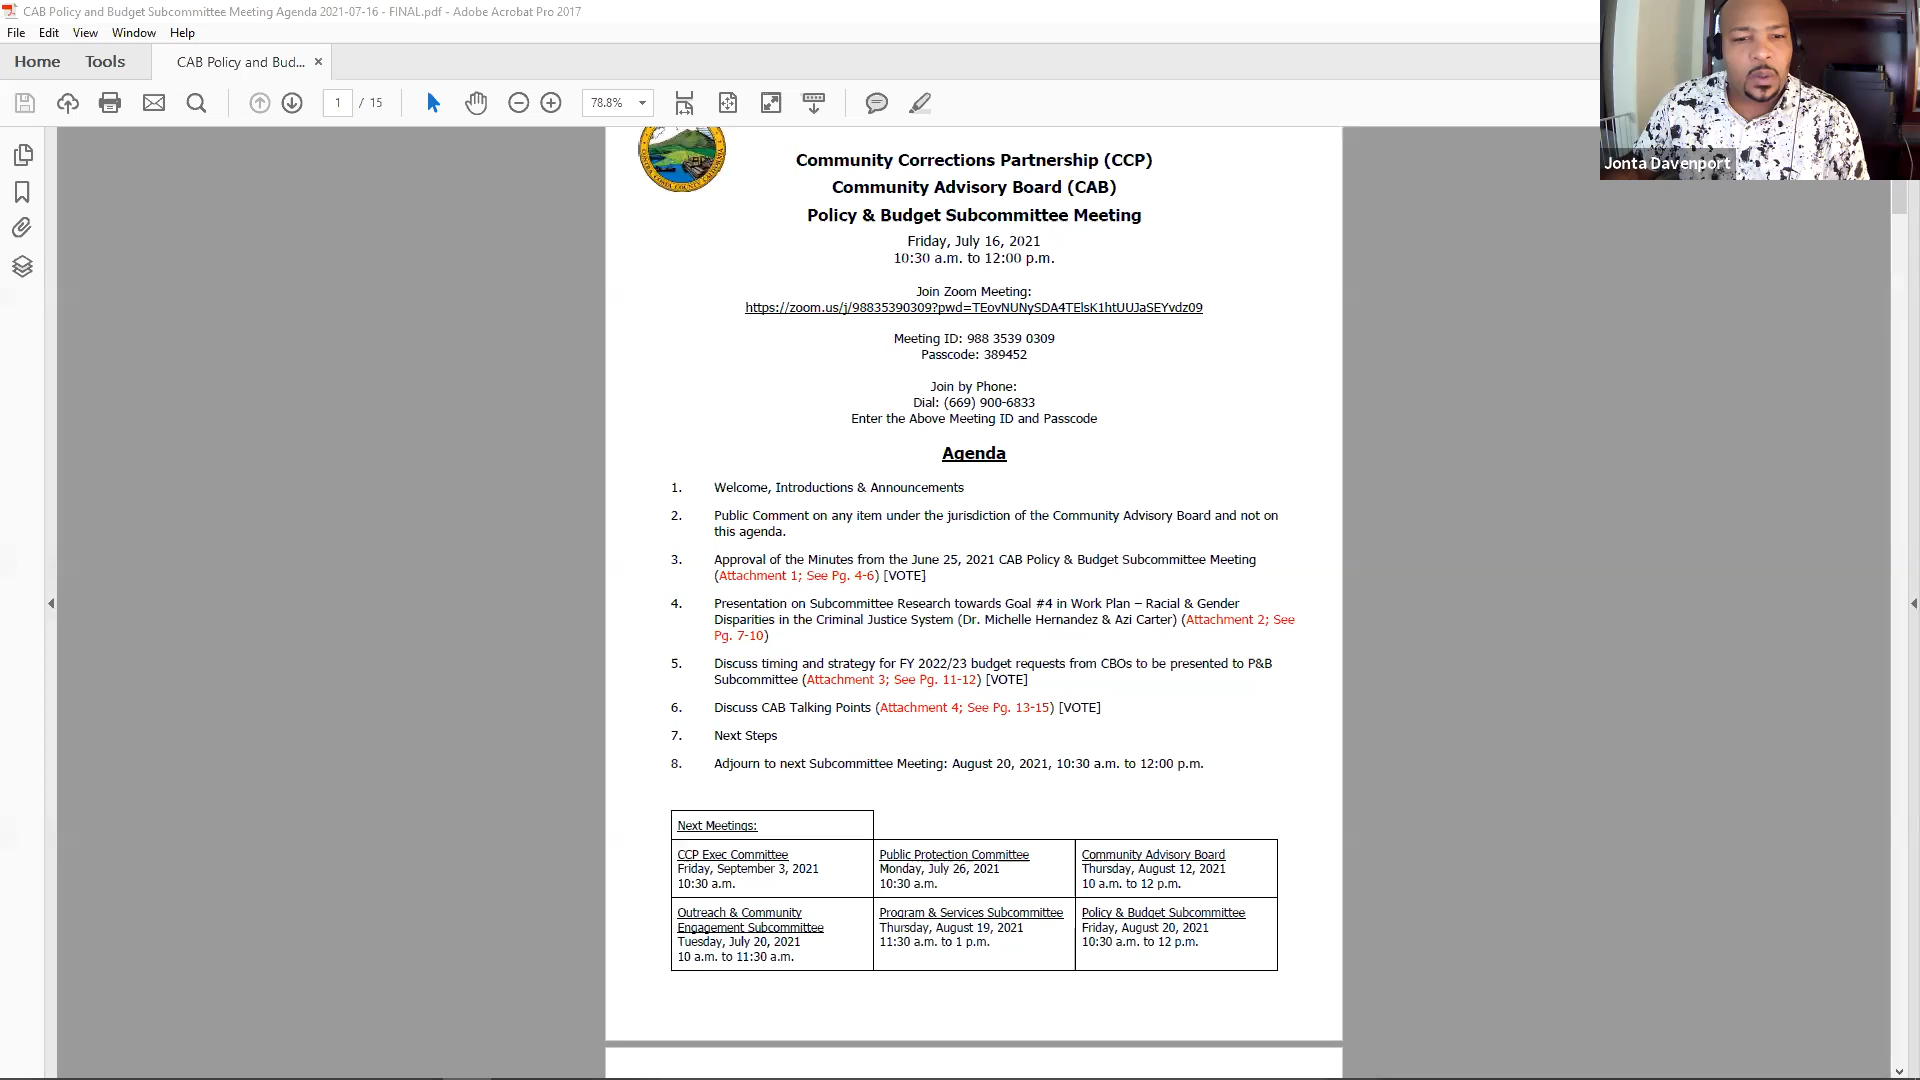 CAB Policy and Budget Subcommittee Meeting Agenda 2021-07-16 - FINAL.pdf - Adobe Acrobat Pro 2017
File Edit View Window Help
Home Tools CAB Policy and Bud... ×
1 / 15 78.8%
Jonta Davenport
Community Corrections Partnership (CCP)
Community Advisory Board (CAB)
Policy & Budget Subcommittee Meeting
Friday, July 16, 2021
10:30 a.m. to 12:00 p.m.
Join Zoom Meeting:
https://zoom.us/j/98835390309?pwd=TEovNUNySDA4TElsK1htUUJaSEYvdz09
Meeting ID: 988 3539 0309
Passcode: 389452
Join by Phone:
Dial: (669) 900-6833
Enter the Above Meeting ID and Passcode
Agenda
1. Welcome, Introductions & Announcements
2. Public Comment on any item under the jurisdiction of the Community Advisory Board and not on
this agenda.
3. Approval of the Minutes from the June 25, 2021 CAB Policy & Budget Subcommittee Meeting
(Attachment 1; See Pg. 4-6) [VOTE]
4. Presentation on Subcommittee Research towards Goal #4 in Work Plan – Racial & Gender
Disparities in the Criminal Justice System (Dr. Michelle Hernandez & Azi Carter) (Attachment 2; See
Pg. 7-10)
5. Discuss timing and strategy for FY 2022/23 budget requests from CBOs to be presented to P&B
Subcommittee (Attachment 3; See Pg. 11-12) [VOTE]
6. Discuss CAB Talking Points (Attachment 4; See Pg. 13-15) [VOTE]
7. Next Steps
8. Adjourn to next Subcommittee Meeting: August 20, 2021, 10:30 a.m. to 12:00 p.m.
Next Meetings:
CCP Exec Committee
Friday, September 3, 2021
10:30 a.m.
Public Protection Committee
Monday, July 26, 2021
10:30 a.m.
Community Advisory Board
Thursday, August 12, 2021
10 a.m. to 12 p.m.
Outreach & Community
Engagement Subcommittee
Tuesday, July 20, 2021
10 a.m. to 11:30 a.m.
Program & Services Subcommittee
Thursday, August 19, 2021
11:30 a.m. to 1 p.m.
Policy & Budget Subcommittee
Friday, August 20, 2021
10:30 a.m. to 12 p.m.